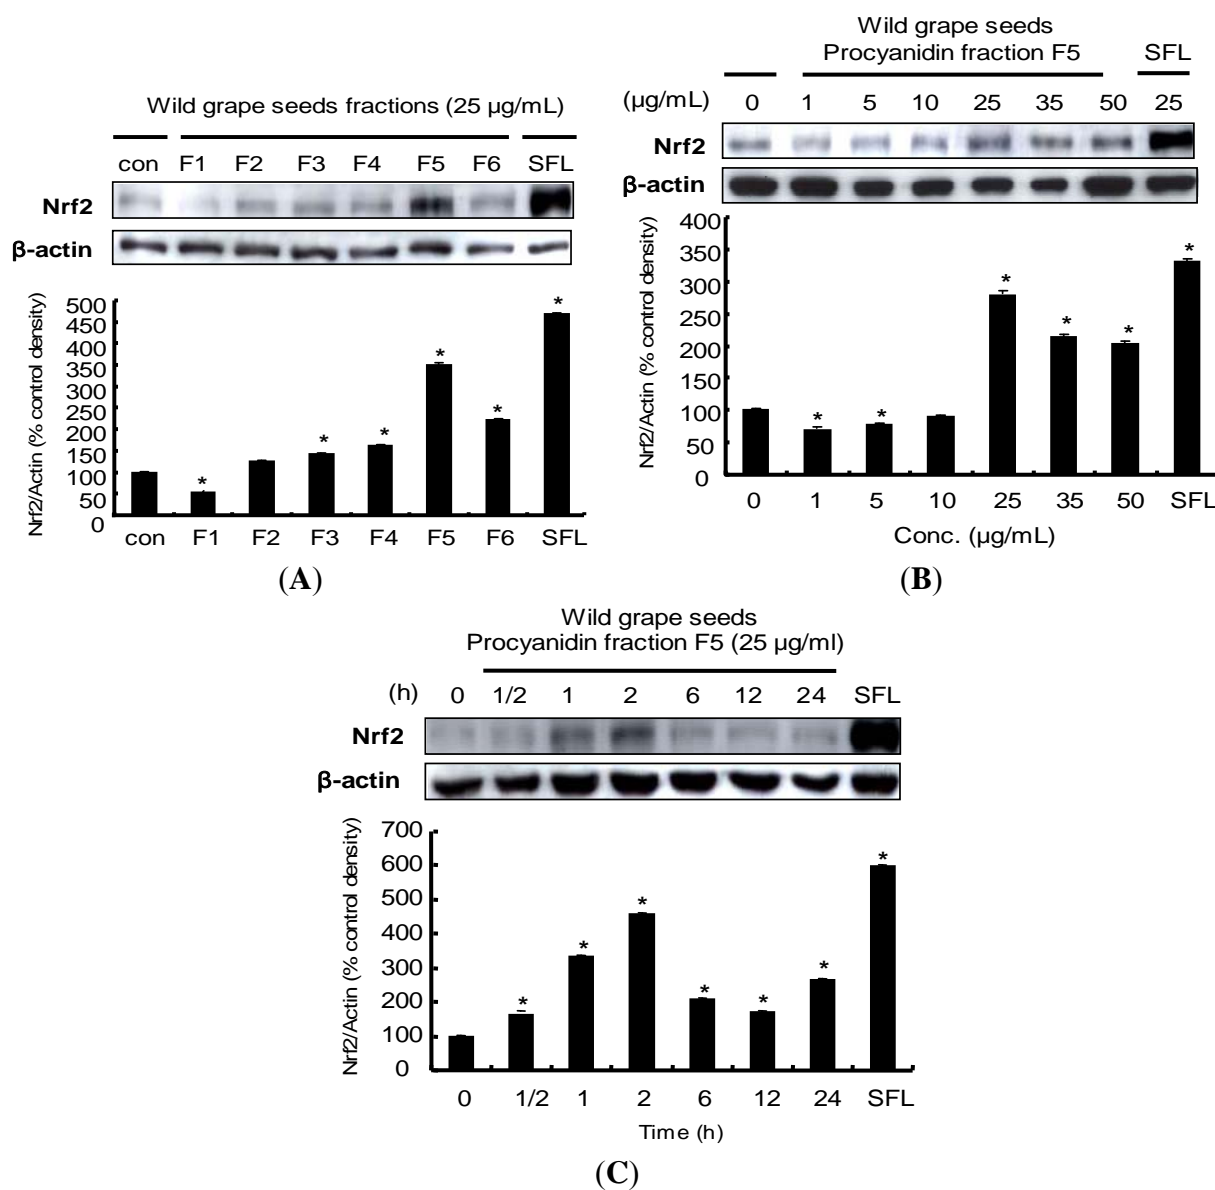 Wild grape seeds fractions (25 µg/mL)
con F1 F2 F3 F4 F5 F6 SFL
Nrf2
β-actin
Nrf2/Actin (% control density)
500
450
400
350
300
250
200
150
100
50
0
* * * * * *
con F1 F2 F3 F4 F5 F6 SFL
(A)
Wild grape seeds
Procyanidin fraction F5 SFL
(µg/mL) 0 1 5 10 25 35 50 25
Nrf2
β-actin
Nrf2/Actin (% control density)
400
350
300
250
200
150
100
50
0
* * * * * *
0 1 5 10 25 35 50 SFL
Conc. (µg/mL)
(B)
Wild grape seeds
Procyanidin fraction F5 (25 µg/ml)
(h) 0 1/2 1 2 6 12 24 SFL
Nrf2
β-actin
Nrf2/Actin (% control density)
700
600
500
400
300
200
100
0
* * * * * * *
0 1/2 1 2 6 12 24 SFL
Time (h)
(C)